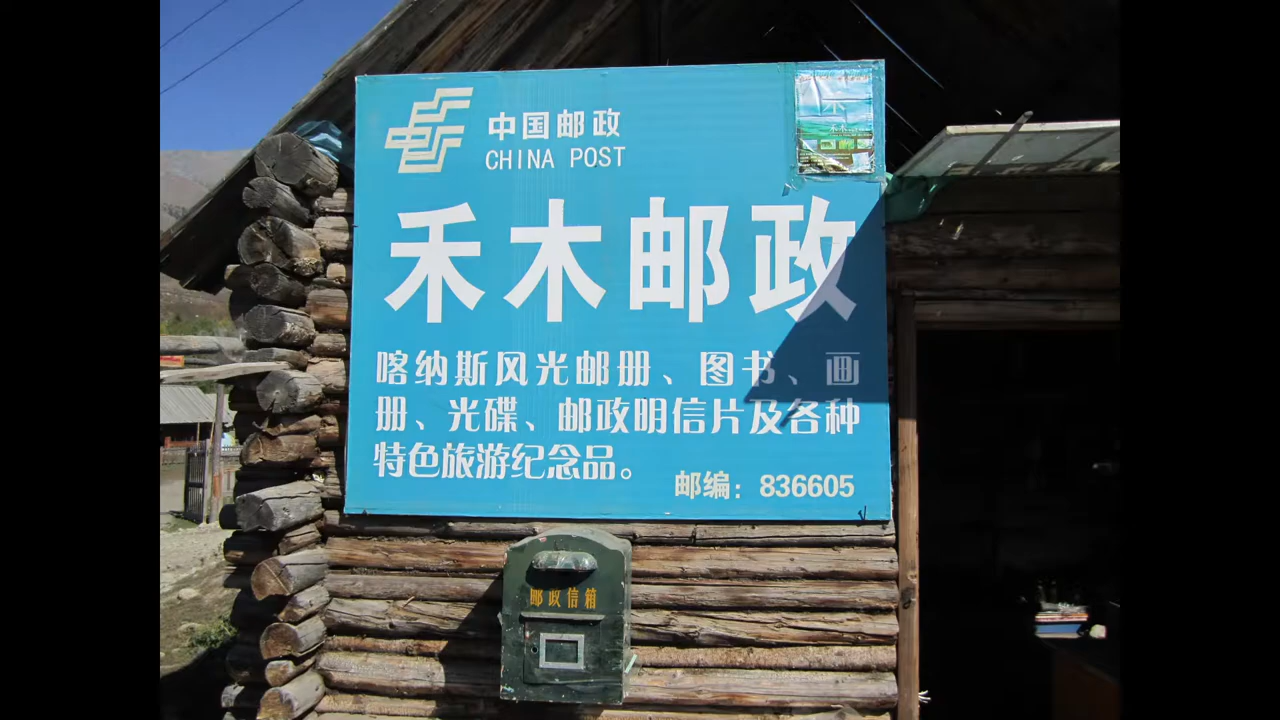 中国邮政
CHINA POST
禾木邮政
喀纳斯风光邮册、图书、画
册、光碟、邮政明信片及各种
特色旅游纪念品。
邮编：836605
邮政信箱